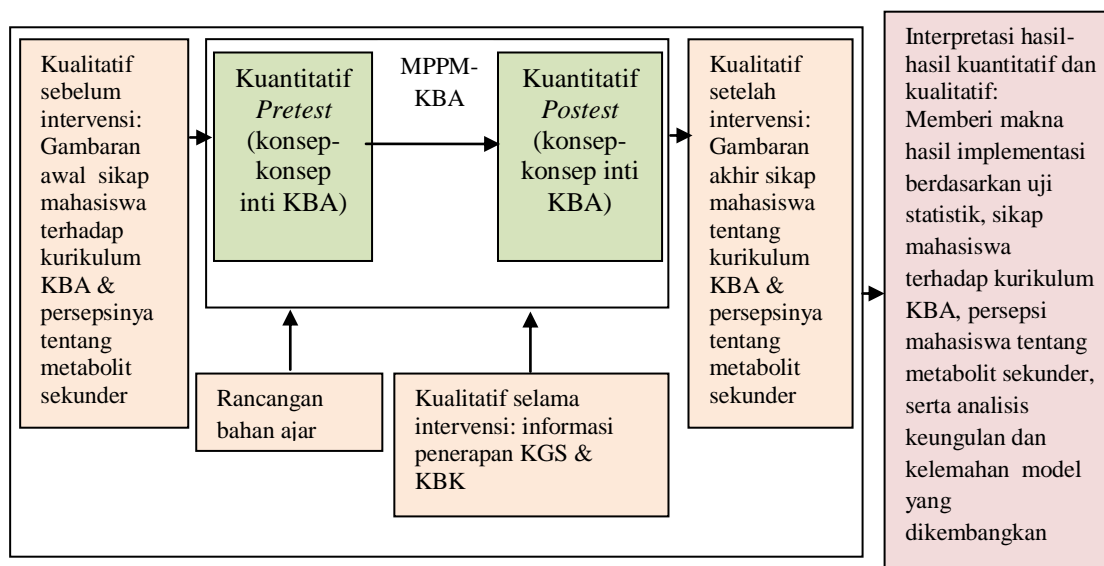 Kualitatif
sebelum
intervensi:
Gambaran
awal sikap
mahasiswa
terhadap
kurikulum
KBA &
persepsinya
tentang
metabolit
sekunder
Kuantitatif
Pretest
(konsep-
konsep
inti KBA)
MPPM-
KBA
Kuantitatif
Postest
(konsep-
konsep inti
KBA)
Rancangan
bahan ajar
Kualitatif selama
intervensi: informasi
penerapan KGS &
KBK
Kualitatif
setelah
intervensi:
Gambaran
akhir sikap
mahasiswa
tentang
kurikulum
KBA &
persepsinya
tentang
metabolit
sekunder
Interpretasi hasil-
hasil kuantitatif dan
kualitatif:
Memberi makna
hasil implementasi
berdasarkan uji
statistik, sikap
mahasiswa
terhadap kurikulum
KBA, persepsi
mahasiswa tentang
metabolit sekunder,
serta analisis
keungulan dan
kelemahan model
yang
dikembangkan